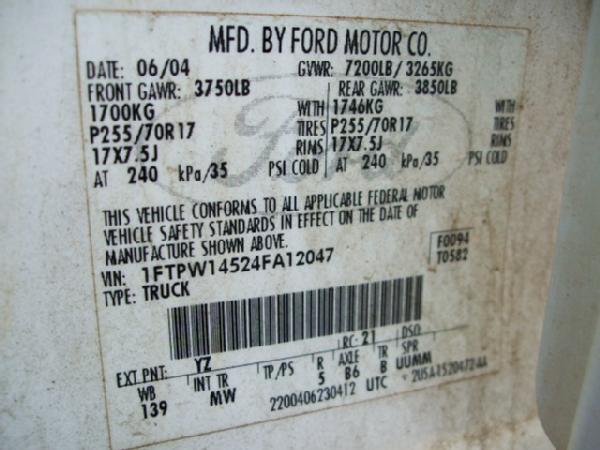 MFD. BY FORD MOTOR CO.
DATE: 06/04 GVWR: 7200LB/ 3265KG
FRONT GAWR: 3750LB REAR GAWR: 3850LB
1700KG WITH 1746KG WITH
P255/70R17 TIRES P255/70R17 TIRES
17X7.5J RIMS 17X7.5J RIMS
AT 240 kPa/35 PSI COLD AT 240 kPa/35 PSI COLD
Ford
THIS VEHICLE CONFORMS TO ALL APPLICABLE FEDERAL MOTOR
VEHICLE SAFETY STANDARDS IN EFFECT ON THE DATE OF
MANUFACTURE SHOWN ABOVE.
VIN: 1FTPW14524FA12047 F0094
TYPE: TRUCK T0582
EXT PNT: YZ RC: 21 DSO:
WB INT TR TP/PS R AXLE TR SPR
139 MW 5 B6 B UUMM
2200406230412 UTC